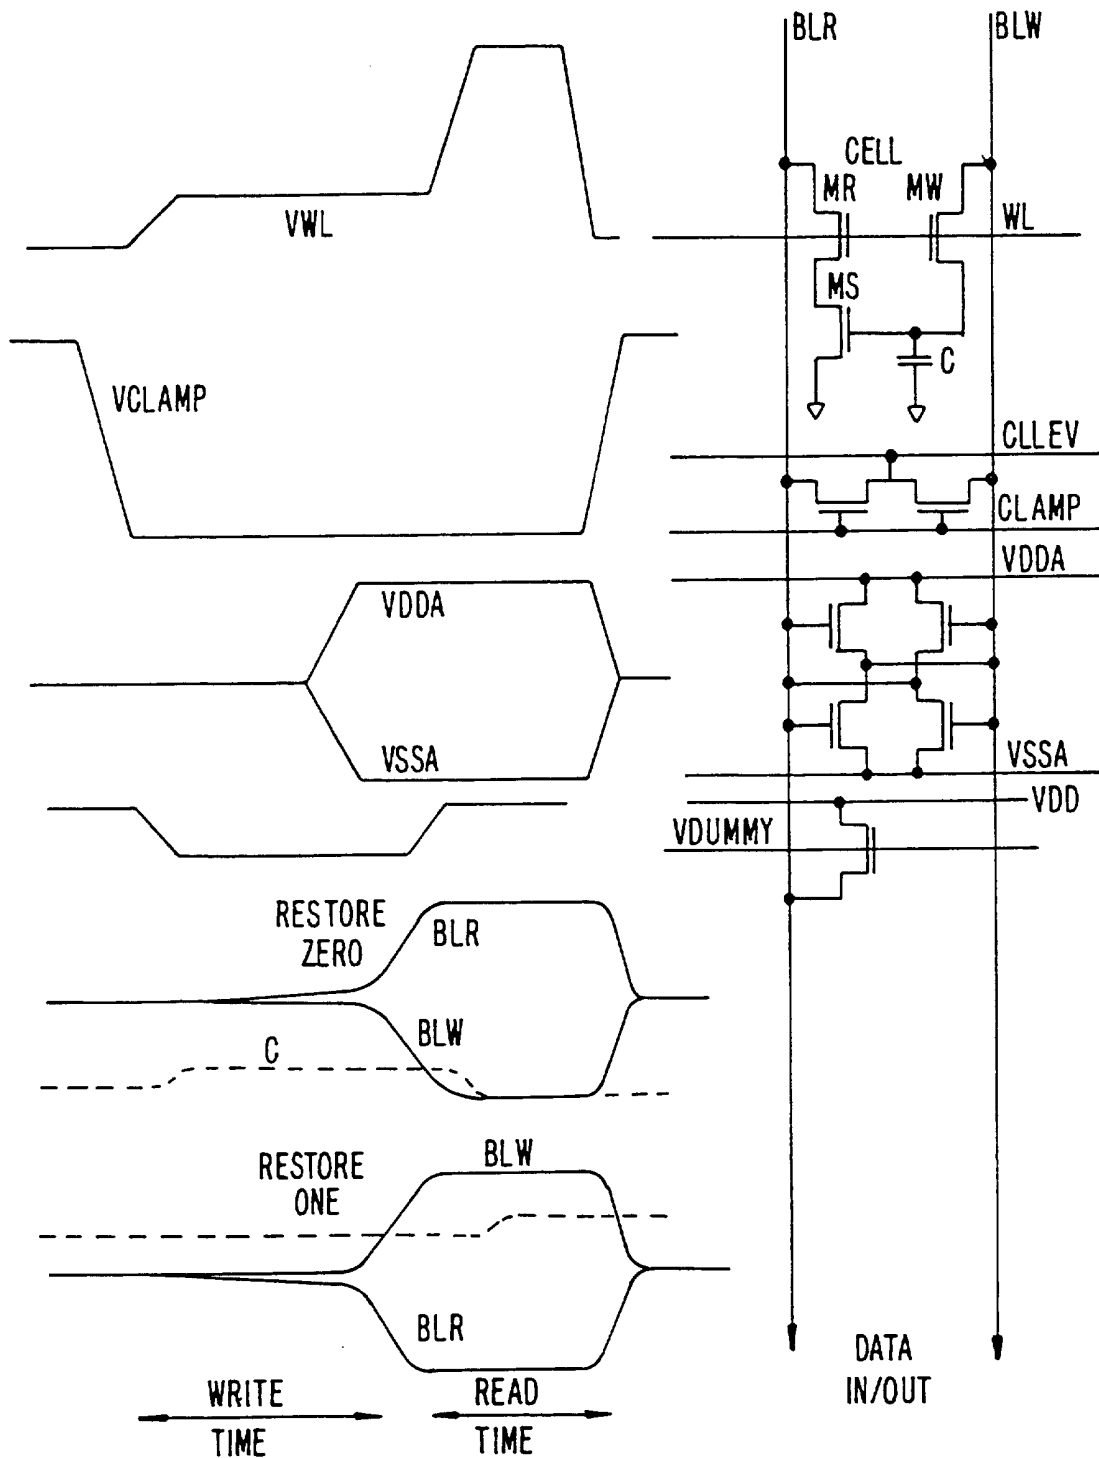 BLR
BLW
CELL
MR
MW
VWL
WL
MS
C
VCLAMP
CLLEV
CLAMP
VDDA
VDDA
VSSA
VSSA
VDD
VDUMMY
RESTORE
ZERO
BLR
BLW
C
BLW
RESTORE
ONE
BLR
DATA
IN/OUT
WRITE
TIME
READ
TIME